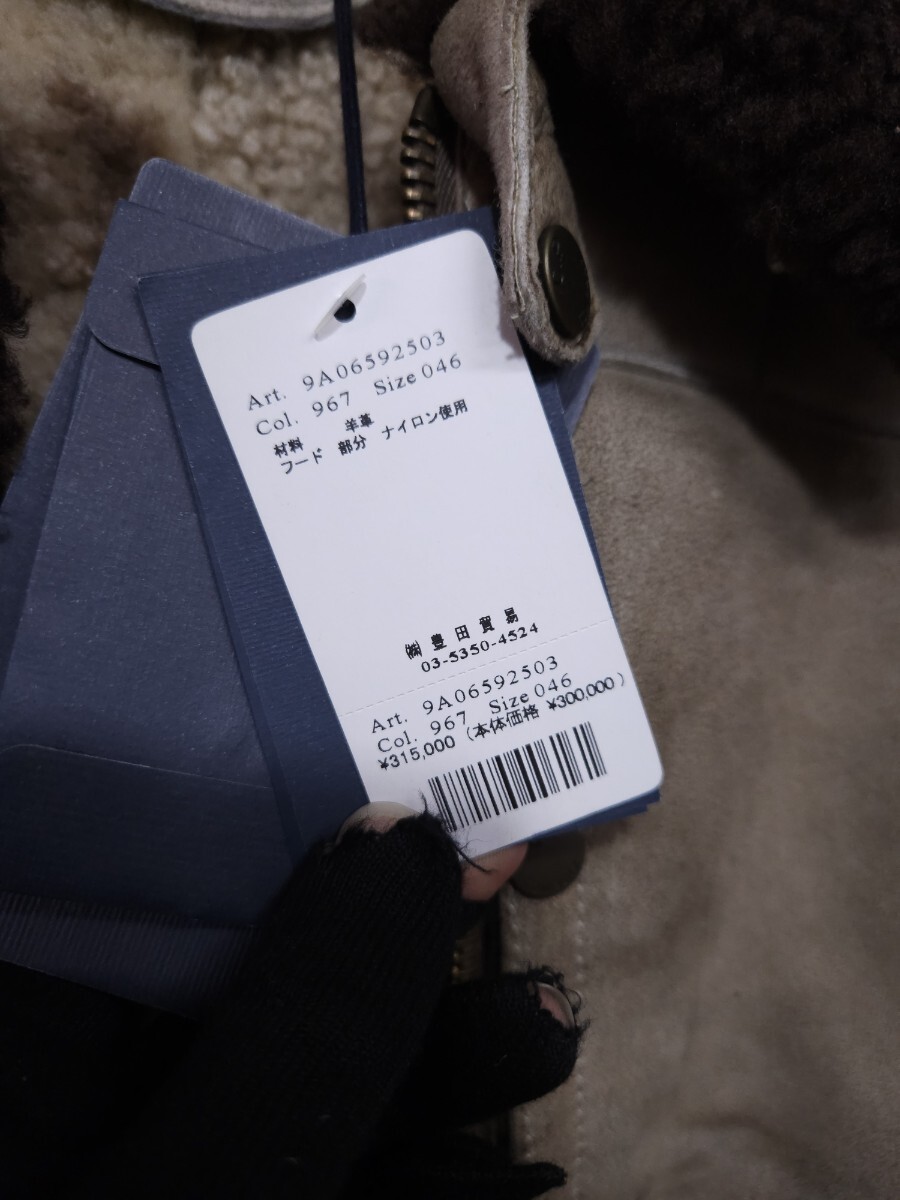 Art. 9A06592503
Col. 967 Size 046
材料 羊革
フード 部分 ナイロン使用
㈱ 豊田貿易
03-5350-4524
Art. 9A06592503
Col. 967 Size 046
¥315,000 (本体価格 ¥300,000)